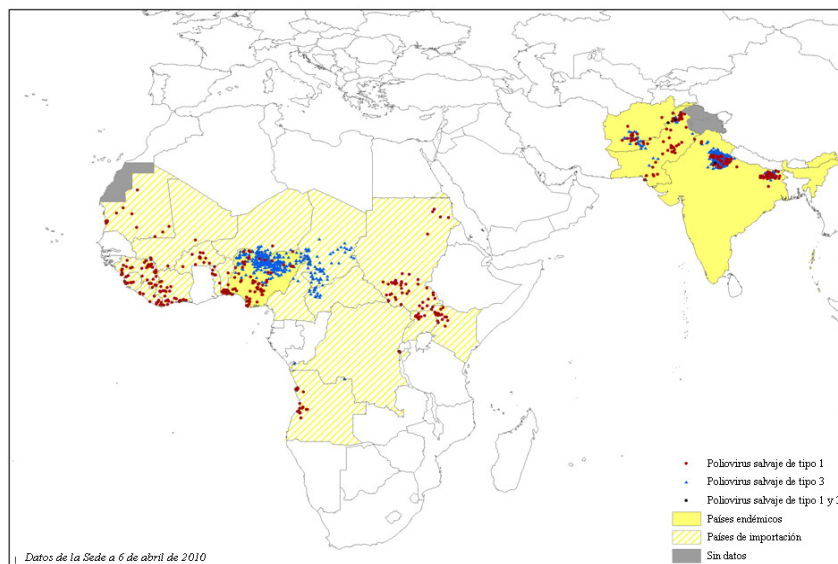 Poliovirus salvaje de tipo 1
Poliovirus salvaje de tipo 3
Poliovirus salvaje de tipo 1 y 3
Países endémicos
Países de importación
Sin datos
Datos de la Sede a 6 de abril de 2010